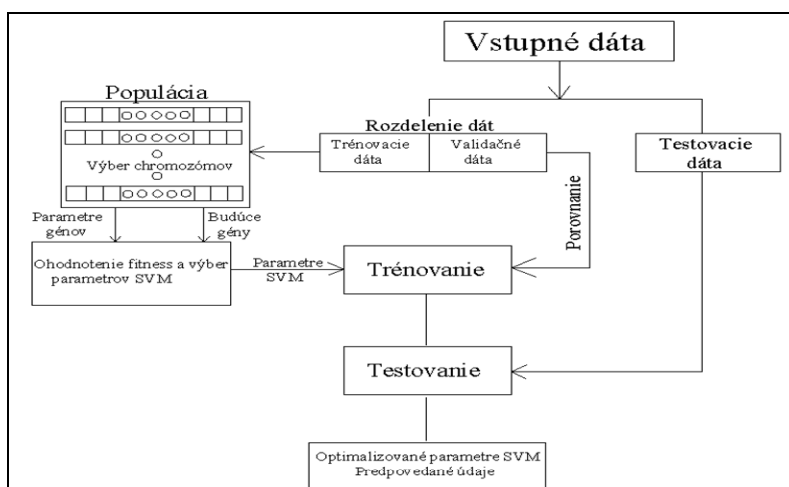 Vstupné dáta
Populácia
Rozdelenie dát
Trénovacie
dáta
Validačné
dáta
Testovacie
dáta
Výber chromozómov
Parametre
génov
Budúce
gény
Porovnanie
Ohodnotenie fitness a výber
parametrov SVM
Parametre
SVM
Trénovanie
Testovanie
Optimalizované parametre SVM
Predpovedané údaje